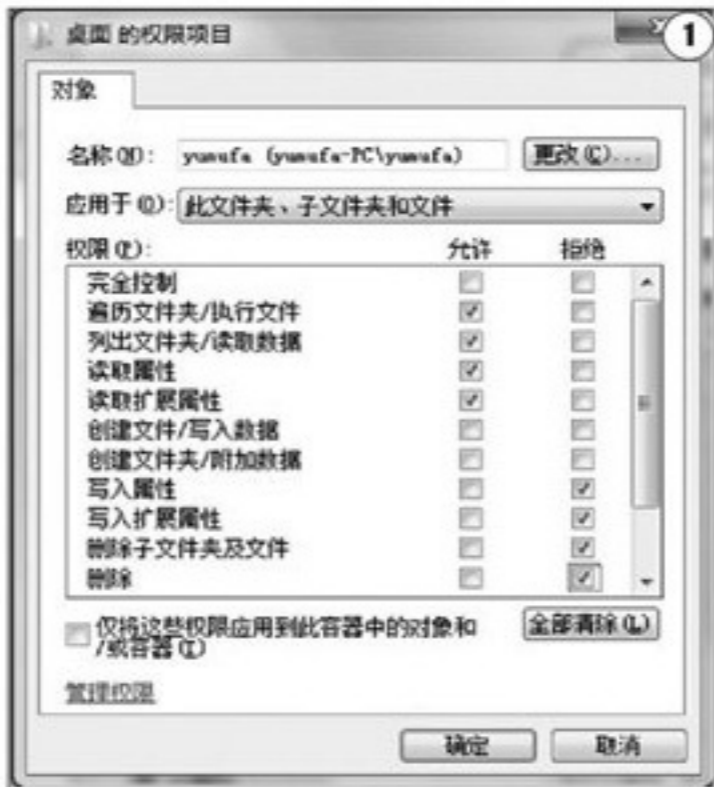 桌面 的权限项目
1
对象
名称(N): yumufa (yumufa-PC\yumufa) 更改(C)...
应用于(O): 此文件夹、子文件夹和文件
权限(P): 允许 拒绝
完全控制
遍历文件夹/执行文件
列出文件夹/读取数据
读取属性
读取扩展属性
创建文件/写入数据
创建文件夹/附加数据
写入属性
写入扩展属性
删除子文件夹及文件
删除
仅将这些权限应用到此容器中的对象和
/或容器(T)
全部清除(L)
管理权限
确定 取消